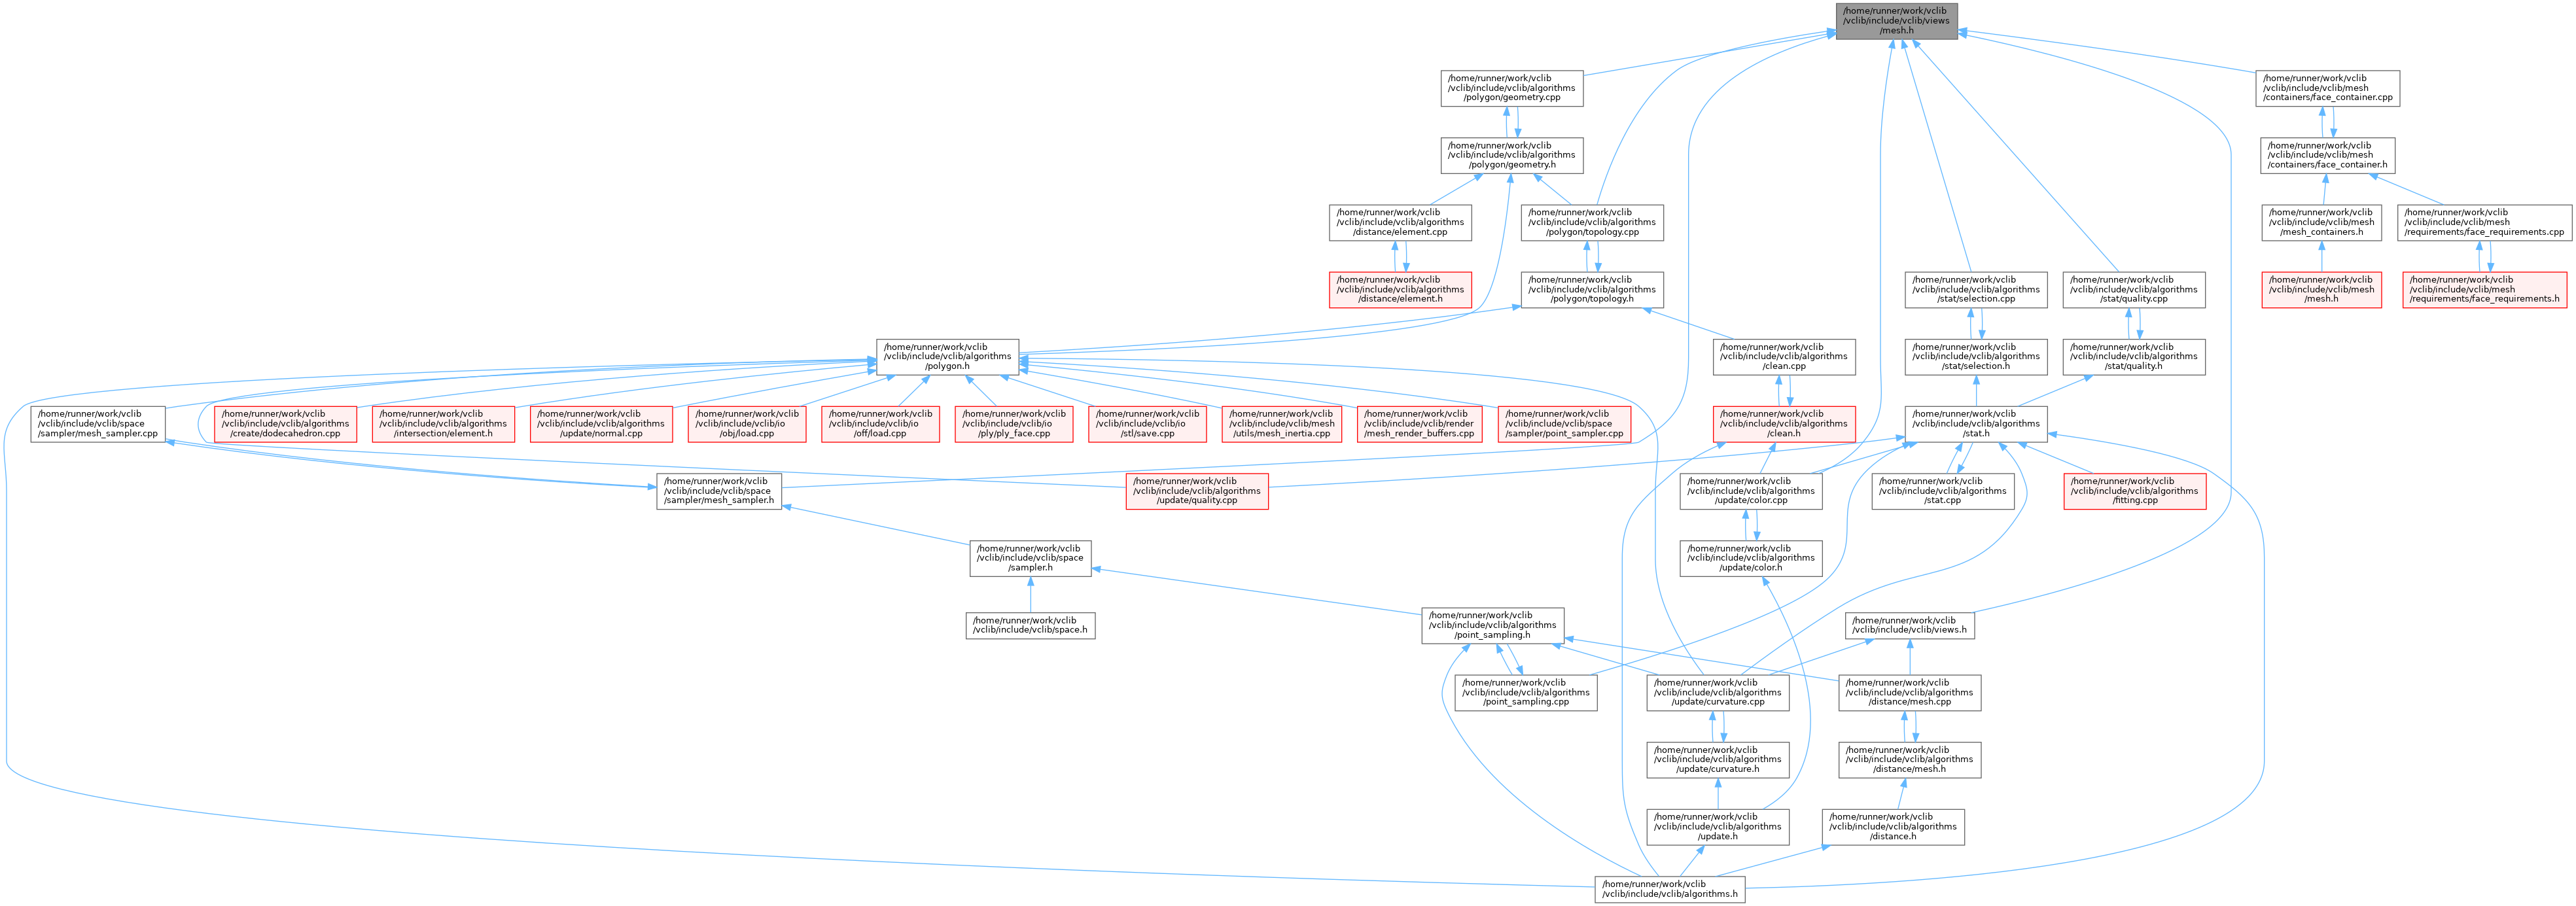 /home/runner/work/vclib
/vclib/include/vclib/views
/mesh.h
/home/runner/work/vclib
/vclib/include/vclib/algorithms
/polygon/geometry.cpp
/home/runner/work/vclib
/vclib/include/vclib/mesh
/containers/face_container.cpp
/home/runner/work/vclib
/vclib/include/vclib/algorithms
/polygon/geometry.h
/home/runner/work/vclib
/vclib/include/vclib/mesh
/containers/face_container.h
/home/runner/work/vclib
/vclib/include/vclib/algorithms
/distance/element.cpp
/home/runner/work/vclib
/vclib/include/vclib/algorithms
/polygon/topology.cpp
/home/runner/work/vclib
/vclib/include/vclib/mesh
/mesh_containers.h
/home/runner/work/vclib
/vclib/include/vclib/mesh
/requirements/face_requirements.cpp
/home/runner/work/vclib
/vclib/include/vclib/algorithms
/distance/element.h
/home/runner/work/vclib
/vclib/include/vclib/algorithms
/polygon/topology.h
/home/runner/work/vclib
/vclib/include/vclib/algorithms
/stat/selection.cpp
/home/runner/work/vclib
/vclib/include/vclib/algorithms
/stat/quality.cpp
/home/runner/work/vclib
/vclib/include/vclib/mesh
/mesh.h
/home/runner/work/vclib
/vclib/include/vclib/mesh
/requirements/face_requirements.h
/home/runner/work/vclib
/vclib/include/vclib/algorithms
/polygon.h
/home/runner/work/vclib
/vclib/include/vclib/algorithms
/clean.cpp
/home/runner/work/vclib
/vclib/include/vclib/algorithms
/stat/selection.h
/home/runner/work/vclib
/vclib/include/vclib/algorithms
/stat/quality.h
/home/runner/work/vclib
/vclib/include/vclib/space
/sampler/mesh_sampler.cpp
/home/runner/work/vclib
/vclib/include/vclib/algorithms
/create/dodecahedron.cpp
/home/runner/work/vclib
/vclib/include/vclib/algorithms
/intersection/element.h
/home/runner/work/vclib
/vclib/include/vclib/algorithms
/update/normal.cpp
/home/runner/work/vclib
/vclib/include/vclib/io
/obj/load.cpp
/home/runner/work/vclib
/vclib/include/vclib/io
/off/load.cpp
/home/runner/work/vclib
/vclib/include/vclib/io
/ply/ply_face.cpp
/home/runner/work/vclib
/vclib/include/vclib/io
/stl/save.cpp
/home/runner/work/vclib
/vclib/include/vclib/mesh
/utils/mesh_inertia.cpp
/home/runner/work/vclib
/vclib/include/vclib/render
/mesh_render_buffers.cpp
/home/runner/work/vclib
/vclib/include/vclib/space
/sampler/point_sampler.cpp
/home/runner/work/vclib
/vclib/include/vclib/algorithms
/clean.h
/home/runner/work/vclib
/vclib/include/vclib/algorithms
/stat.h
/home/runner/work/vclib
/vclib/include/vclib/space
/sampler/mesh_sampler.h
/home/runner/work/vclib
/vclib/include/vclib/algorithms
/update/quality.cpp
/home/runner/work/vclib
/vclib/include/vclib/algorithms
/update/color.cpp
/home/runner/work/vclib
/vclib/include/vclib/algorithms
/stat.cpp
/home/runner/work/vclib
/vclib/include/vclib/algorithms
/fitting.cpp
/home/runner/work/vclib
/vclib/include/vclib/space
/sampler.h
/home/runner/work/vclib
/vclib/include/vclib/algorithms
/update/color.h
/home/runner/work/vclib
/vclib/include/vclib/space.h
/home/runner/work/vclib
/vclib/include/vclib/algorithms
/point_sampling.h
/home/runner/work/vclib
/vclib/include/vclib/views.h
/home/runner/work/vclib
/vclib/include/vclib/algorithms
/point_sampling.cpp
/home/runner/work/vclib
/vclib/include/vclib/algorithms
/update/curvature.cpp
/home/runner/work/vclib
/vclib/include/vclib/algorithms
/distance/mesh.cpp
/home/runner/work/vclib
/vclib/include/vclib/algorithms
/update/curvature.h
/home/runner/work/vclib
/vclib/include/vclib/algorithms
/distance/mesh.h
/home/runner/work/vclib
/vclib/include/vclib/algorithms
/update.h
/home/runner/work/vclib
/vclib/include/vclib/algorithms
/distance.h
/home/runner/work/vclib
/vclib/include/vclib/algorithms.h